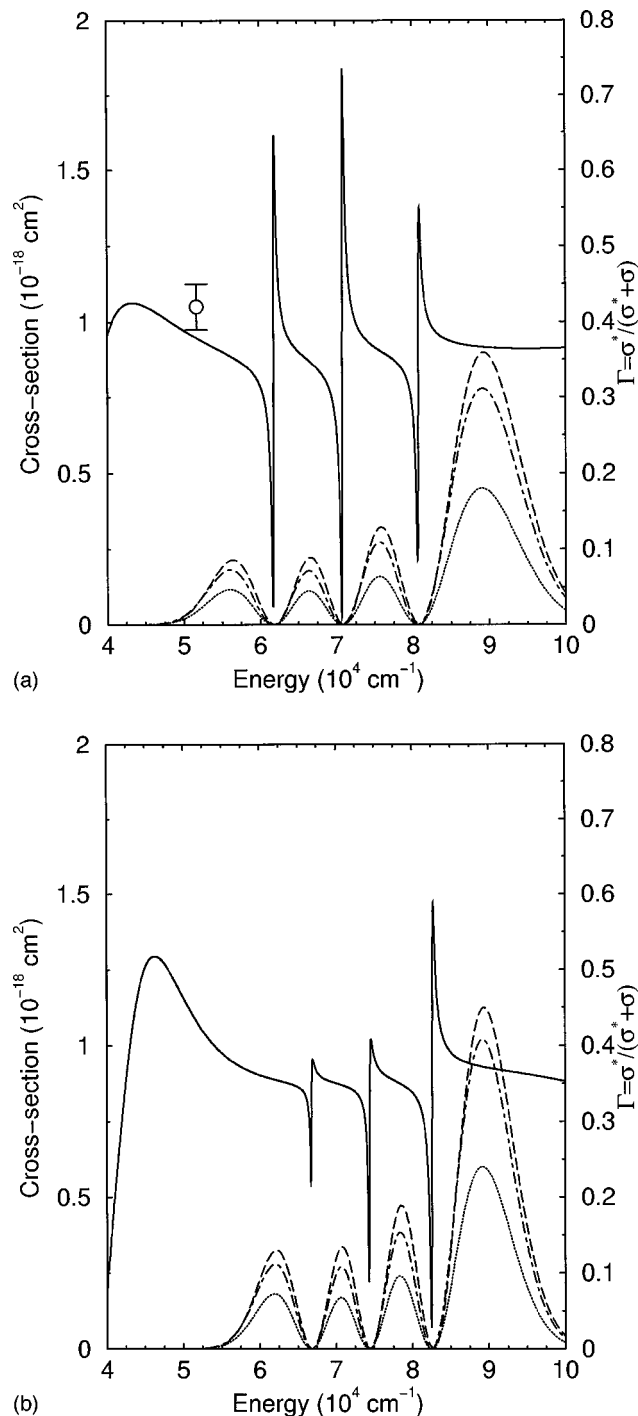 2
1.5
1
0.5
0
0.8
0.7
0.6
0.5
0.4
0.3
0.2
0.1
0
4 5 6 7 8 9 10
Cross-section (10⁻¹⁸ cm²)
Γ=σ*/(σ*+σ)
Energy (10⁴ cm⁻¹)
(a)
2
1.5
1
0.5
0
0.8
0.7
0.6
0.5
0.4
0.3
0.2
0.1
0
4 5 6 7 8 9 10
Cross-section (10⁻¹⁸ cm²)
Γ=σ*/(σ*+σ)
Energy (10⁴ cm⁻¹)
(b)